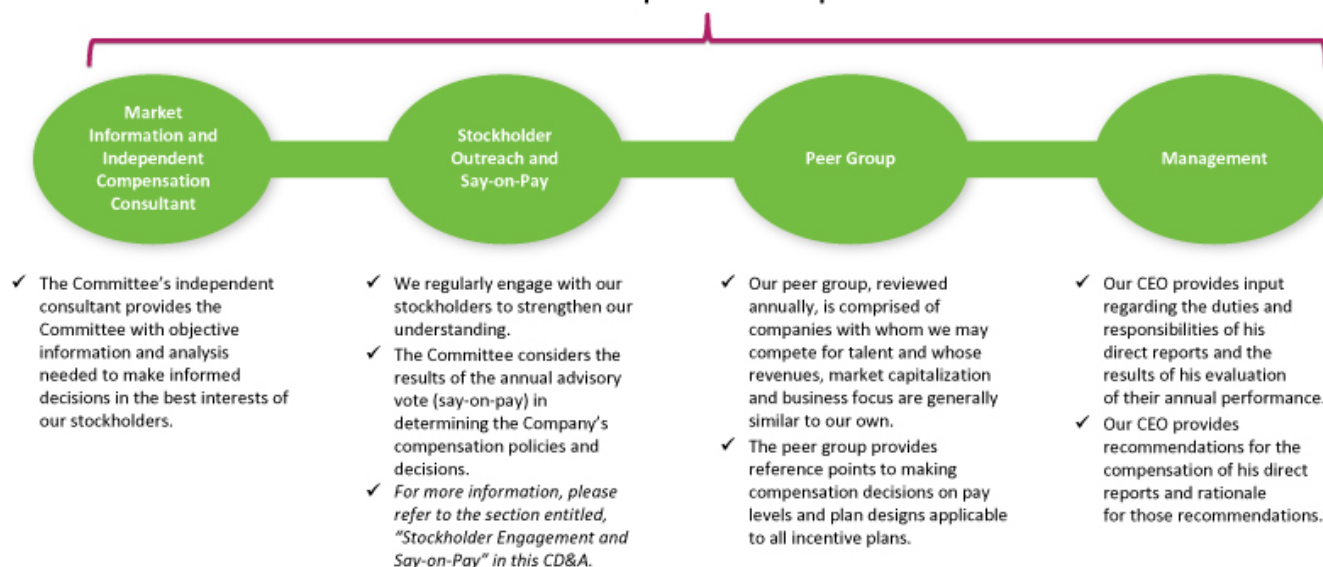 Market
Information and
Independent
Compensation
Consultant
Stockholder
Outreach and
Say-on-Pay
Peer Group
Management
✓ The Committee's independent
consultant provides the
Committee with objective
information and analysis
needed to make informed
decisions in the best interests of
our stockholders.
✓ We regularly engage with our
stockholders to strengthen our
understanding.
✓ The Committee considers the
results of the annual advisory
vote (say-on-pay) in
determining the Company's
compensation policies and
decisions.
✓ For more information, please
refer to the section entitled,
"Stockholder Engagement and
Say-on-Pay" in this CD&A.
✓ Our peer group, reviewed
annually, is comprised of
companies with whom we may
compete for talent and whose
revenues, market capitalization
and business focus are generally
similar to our own.
✓ The peer group provides
reference points to making
compensation decisions on pay
levels and plan designs applicable
to all incentive plans.
✓ Our CEO provides input
regarding the duties and
responsibilities of his
direct reports and the
results of his evaluation
of their annual performance.
✓ Our CEO provides
recommendations for the
compensation of his direct
reports and rationale
for those recommendations.